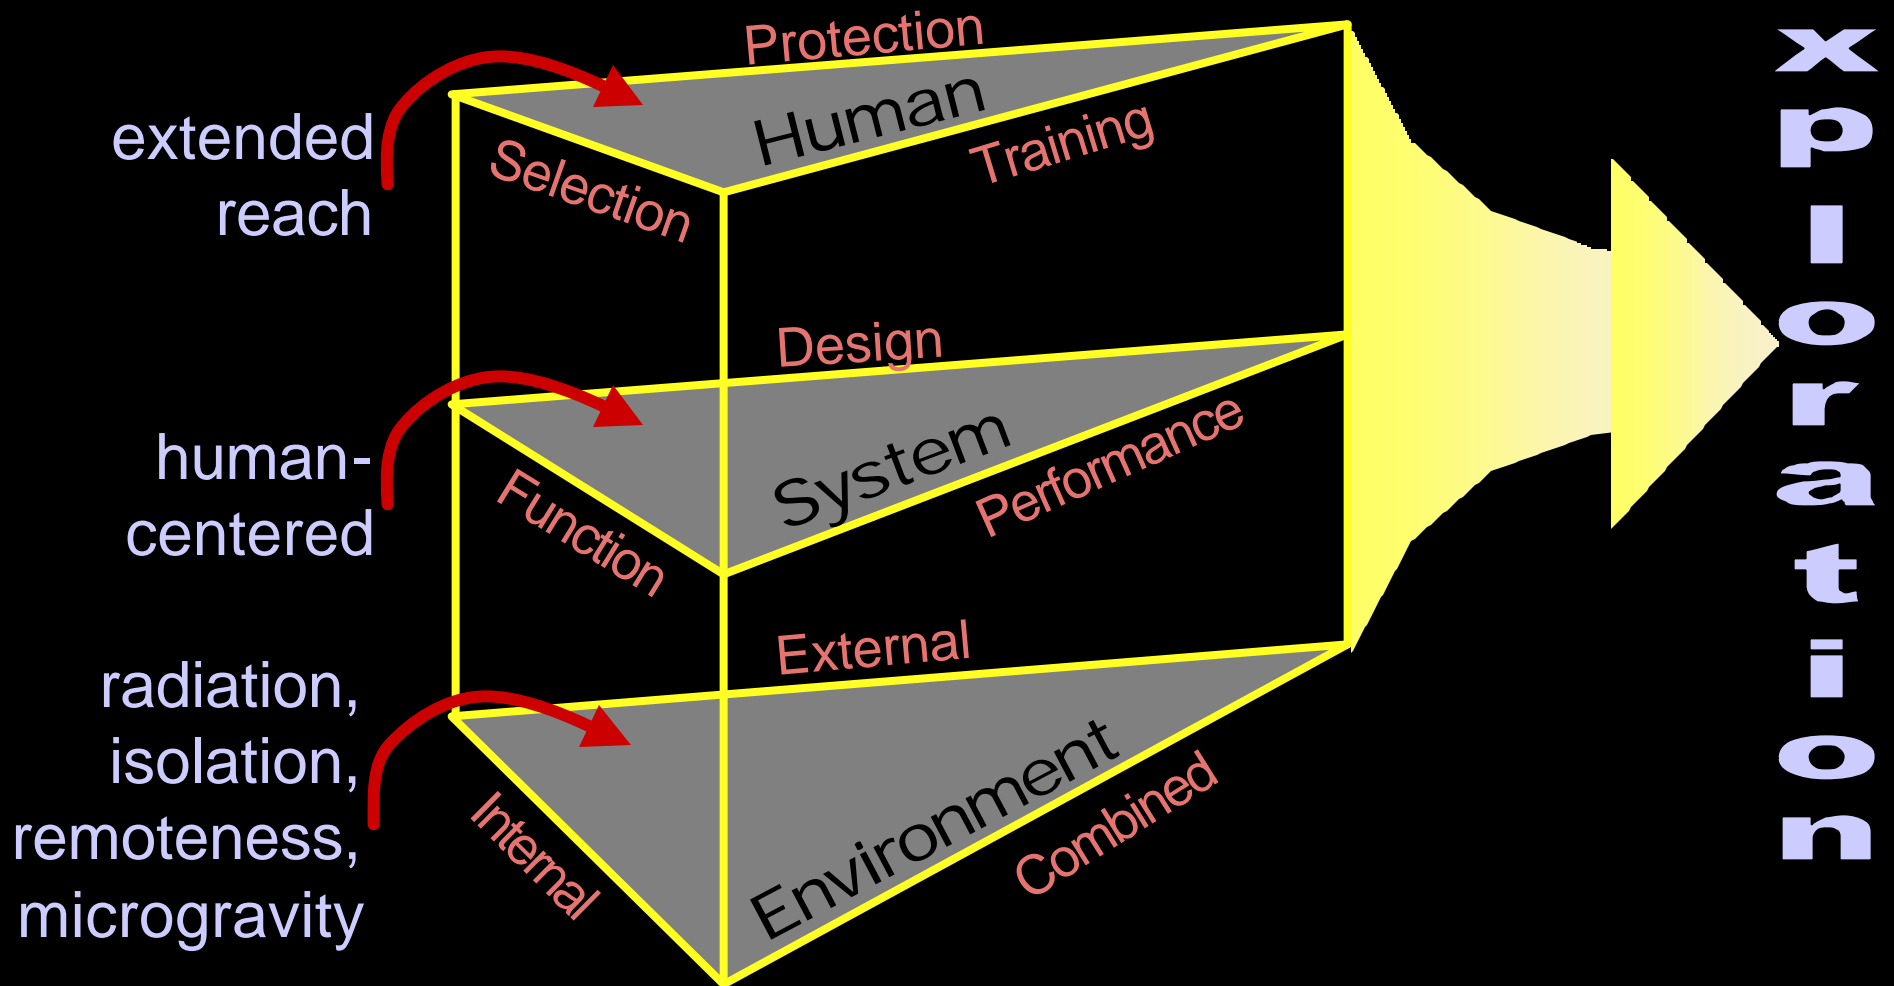 extended
reach
Protection
Human
Selection
Training
human-
centered
Design
System
Function
Performance
radiation,
isolation,
remoteness,
microgravity
External
Environment
Internal
Combined
xploration